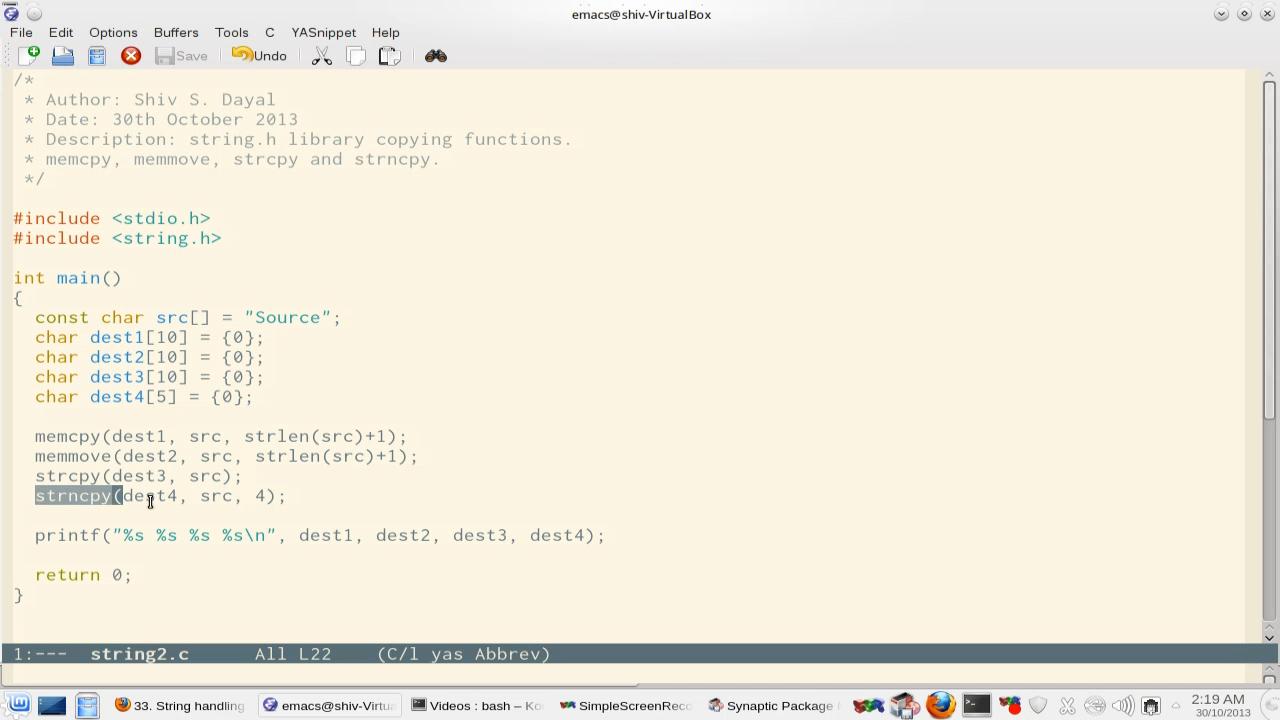 emacs@shiv-VirtualBox
File Edit Options Buffers Tools C YASnippet Help
Save Undo
/*
* Author: Shiv S. Dayal
* Date: 30th October 2013
* Description: string.h library copying functions.
* memcpy, memmove, strcpy and strncpy.
*/
#include <stdio.h>
#include <string.h>
int main()
{
const char src[] = "Source";
char dest1[10] = {0};
char dest2[10] = {0};
char dest3[10] = {0};
char dest4[5] = {0};
memcpy(dest1, src, strlen(src)+1);
memmove(dest2, src, strlen(src)+1);
strcpy(dest3, src);
strncpy(dest4, src, 4);
printf("%s %s %s %s\n", dest1, dest2, dest3, dest4);
return 0;
}
1:--- string2.c All L22 (C/l yas Abbrev)
33. String handling emacs@shiv-Virtua Videos : bash – Ko SimpleScreenReco Synaptic Package 2:19 AM
30/10/2013